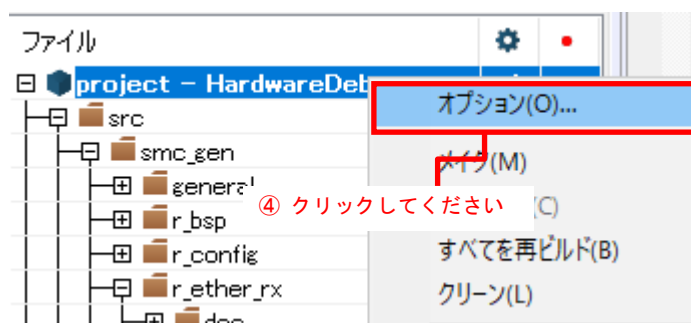 ファイル
project - HardwareDeb
オプション(O)...
src
smc_gen
メイク(M)
general
④ クリックしてください
(C)
r_bsp
r_config
すべてを再ビルド(B)
r_ether_rx
クリーン(L)
doc